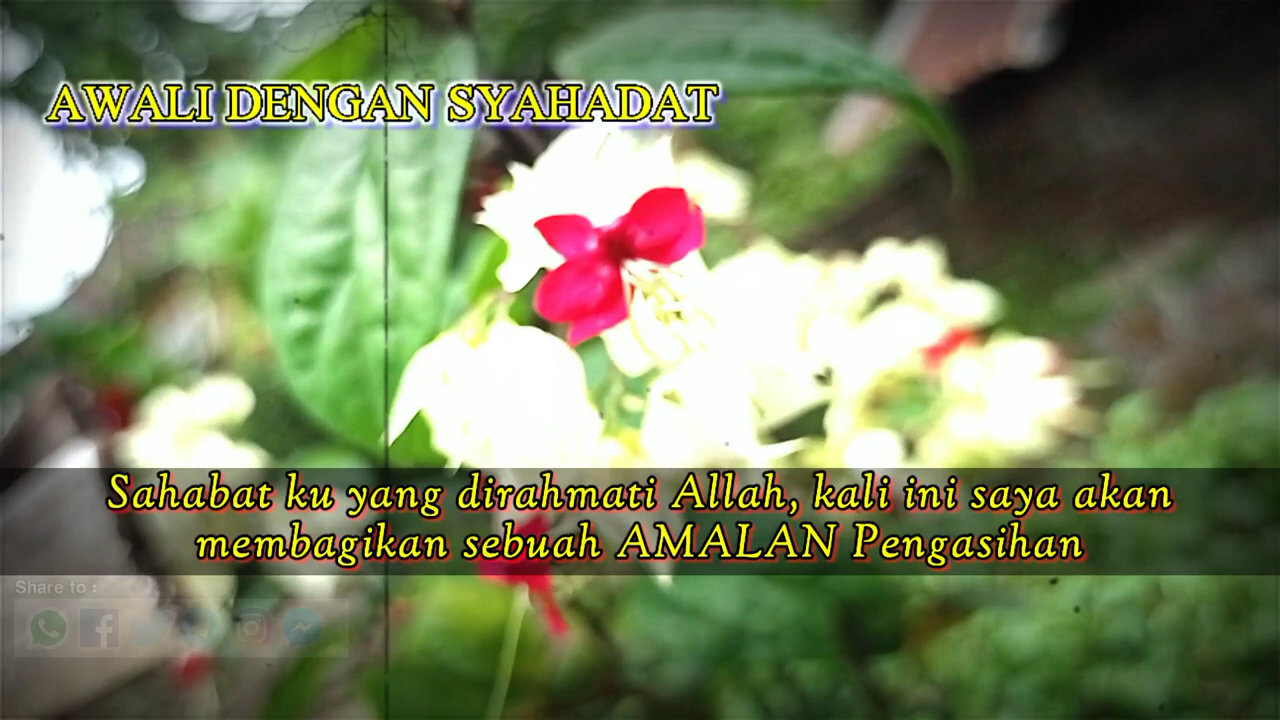 AWALI DENGAN SYAHADAT
Sahabat ku yang dirahmati Allah, kali ini saya akan
membagikan sebuah AMALAN Pengasihan
Share to :